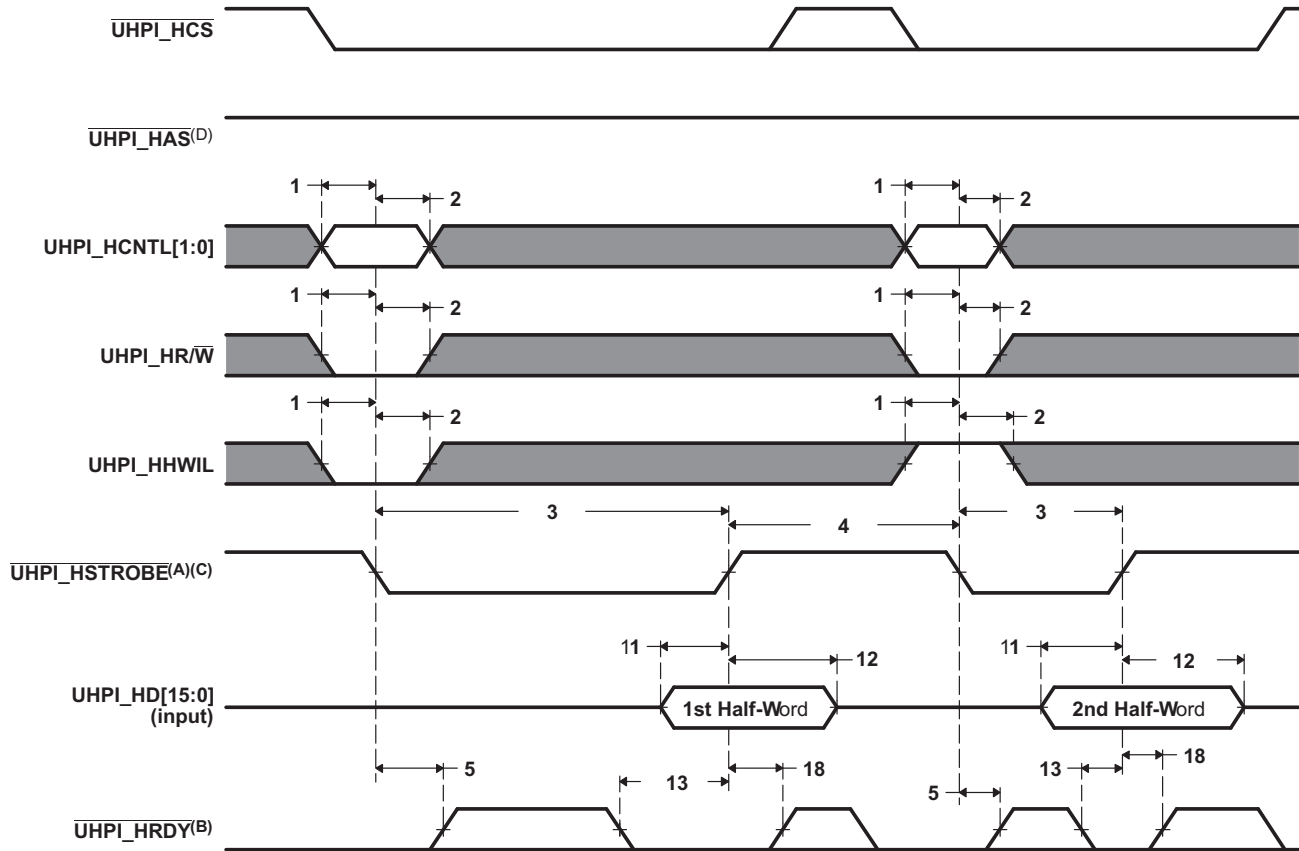 UHPI_HCS
UHPI_HAS(D)
1
2
1
2
UHPI_HCNTL[1:0]
1
2
1
2
UHPI_HR/W
1
2
1
2
UHPI_HHWIL
3
4
3
UHPI_HSTROBE(A)(C)
11
12
11
12
UHPI_HD[15:0]
(input)
1st Half-Word
2nd Half-Word
5
13
18
5
13
18
UHPI_HRDY(B)